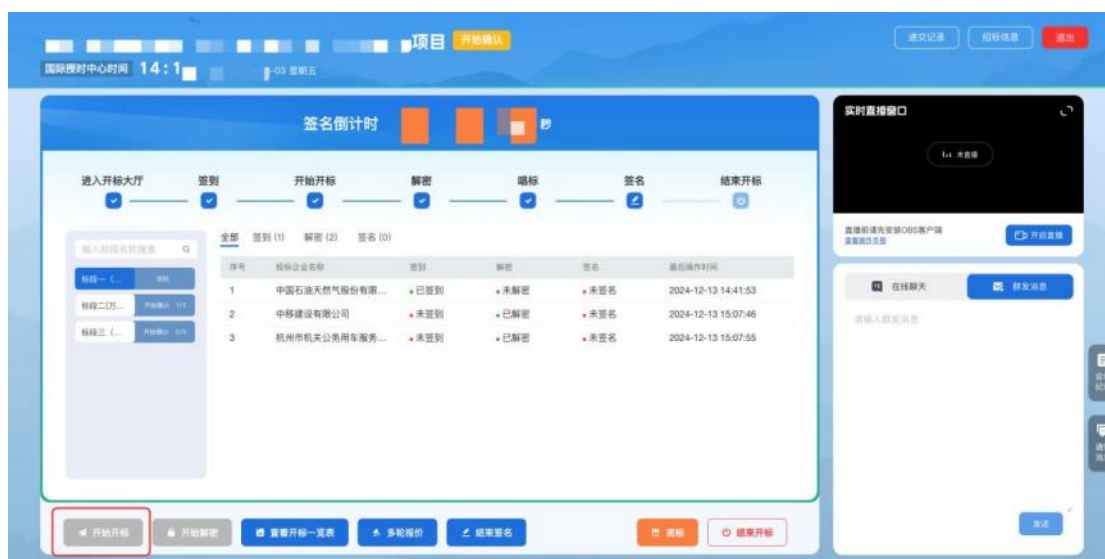 项目 开始确认
递交记录 招标信息 退出
国际授时中心时间 14:1
-03 星期五
签名倒计时
实时直播窗口
未直播
进入开标大厅 签到 开始开标 解密 唱标 签名 结束开标
直播前请先安装OBS客户端
查看操作手册
开启直播
输入标段名称搜索
全部 签到 (1) 解密 (2) 签名 (0)
序号 投标企业名称 签到 解密 签名 最后操作时间
标段一 (...
1 中国石油天然气股份有限... 已签到 未解密 未签名 2024-12-13 14:41:53
标段二(万... 开始确认 1/3
2 中移建设有限公司 未签到 已解密 未签名 2024-12-13 15:07:46
标段三 (... 开始确认 0/0
3 杭州市机关公务用车服务... 未签到 已解密 未签名 2024-12-13 15:07:55
在线聊天 群发消息
请输入群发消息
开始开标 开始解密 查看开标一览表 多轮报价 结束签名 流标 结束开标
发送